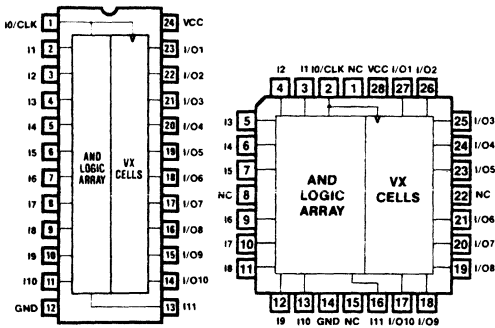 I0/CLK 1 24 VCC
I1 2 23 I/O1
I2 3 22 I/O2
I3 4 21 I/O3
I4 5 20 I/O4
I5 6 19 I/O5
I6 7 18 I/O6
I7 8 17 I/O7
I8 9 16 I/O8
I9 10 15 I/O9
I10 11 14 I/O10
GND 12 13 I11
AND
LOGIC
ARRAY
VX
CELLS
I2 I1 I0/CLK NC VCC I/O1 I/O2
4 3 2 1 28 27 26
I3 5 25 I/O3
I4 6 24 I/O4
I5 7 23 I/O5
NC 8 22 NC
I6 9 21 I/O6
I7 10 20 I/O7
I8 11 19 I/O8
AND
LOGIC
ARRAY
VX
CELLS
12 13 14 15 16 17 18
I9 I10 GND NC I11 I/O10 I/O9